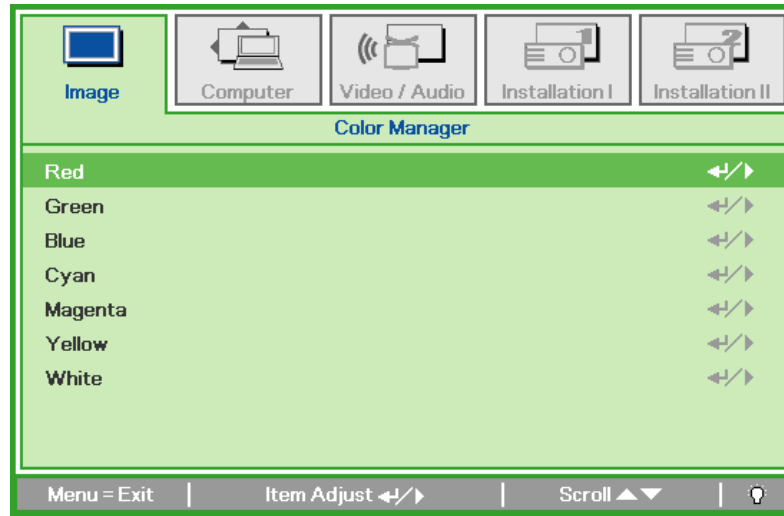 Image
Computer
Video / Audio
Installation I
Installation II
Color Manager
Red
Green
Blue
Cyan
Magenta
Yellow
White
Menu = Exit
Item Adjust
Scroll